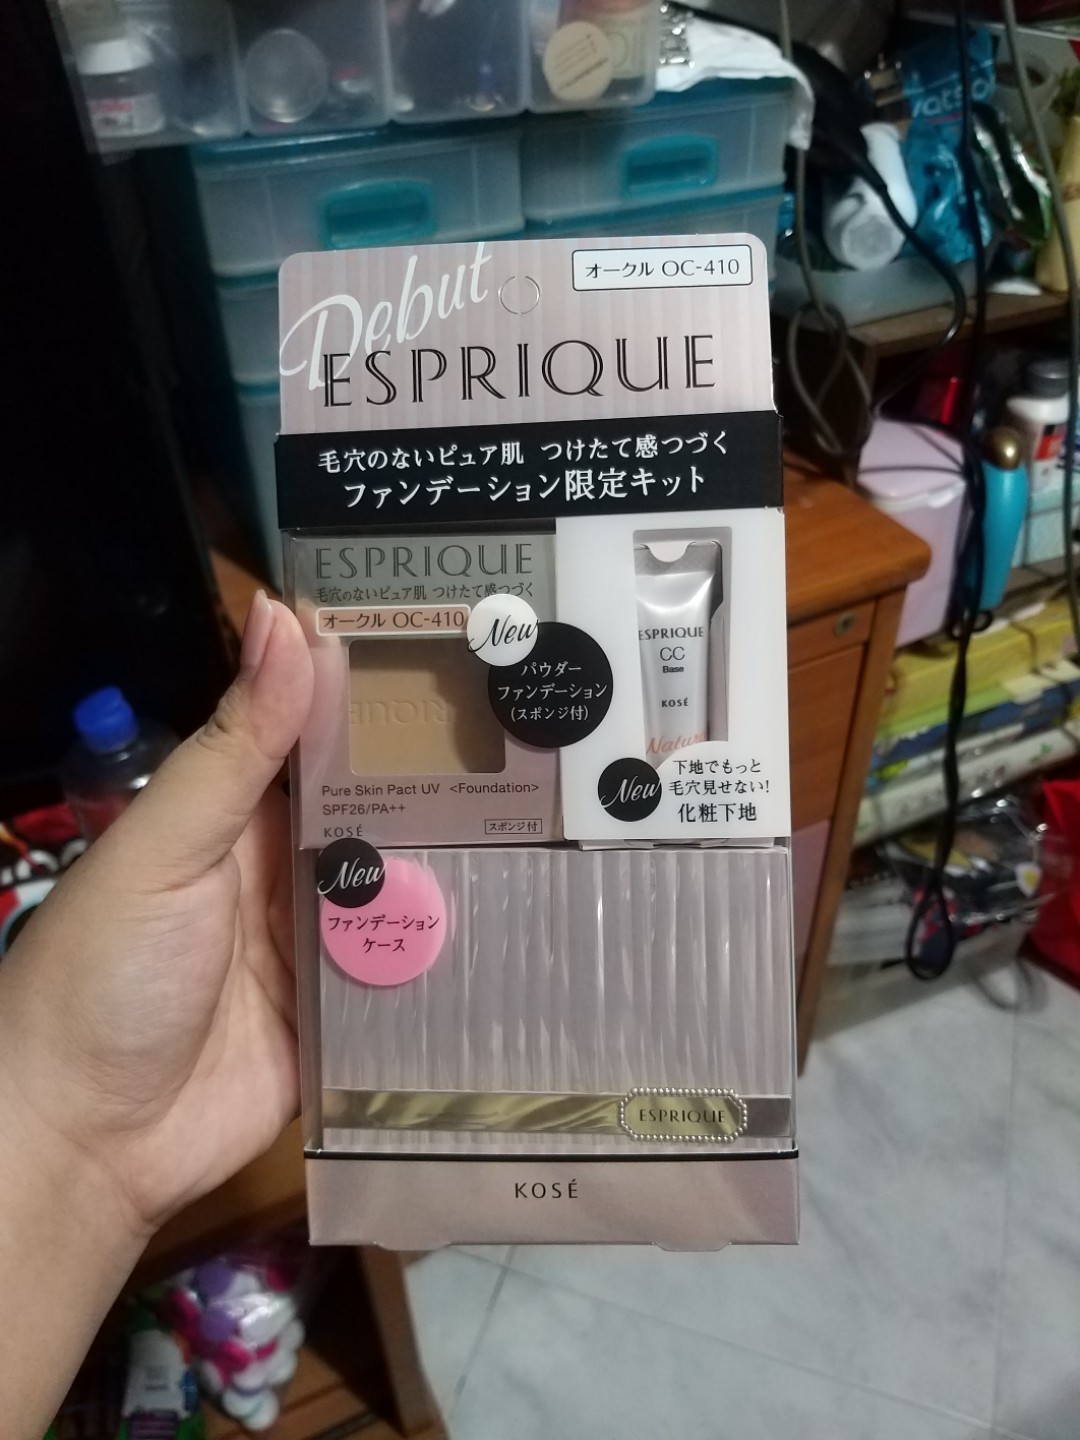 Debut
オークル OC-410
ESPRIQUE
毛穴のないピュア肌 つけたて感つづく
ファンデーション限定キット
ESPRIQUE
毛穴のないピュア肌 つけたて感つづく
オークル OC-410
New
パウダー
ファンデーション
(スポンジ付)
ESPRIQUE
CC
Base
KOSÉ
Pure Skin Pact UV <Foundation>
SPF26/PA++
KOSÉ
スポンジ付
New
下地でもっと
毛穴見せない!
化粧下地
New
ファンデーション
ケース
ESPRIQUE
KOSÉ